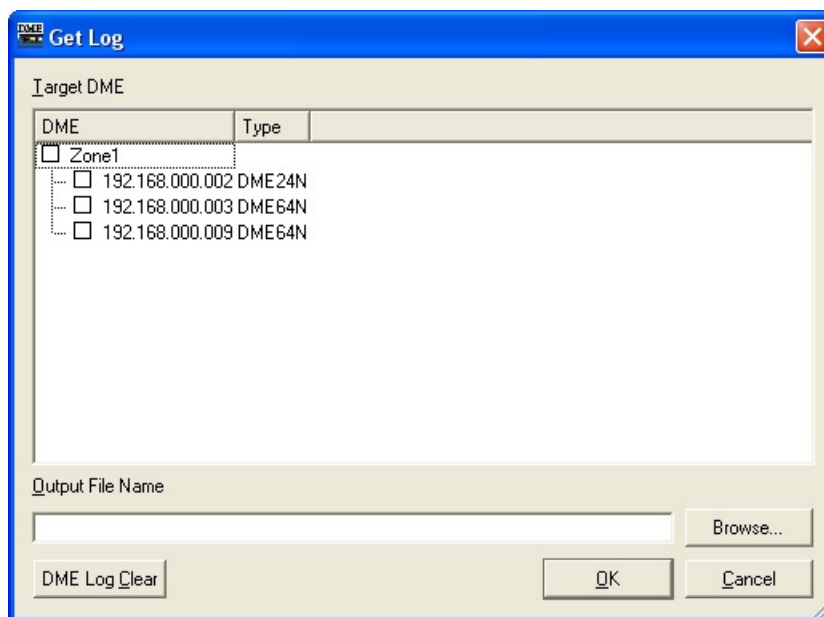 DME Get Log
Target DME
DME Type
Zone1
192.168.000.002 DME24N
192.168.000.003 DME64N
192.168.000.009 DME64N
Output File Name
Browse...
DME Log Clear OK Cancel